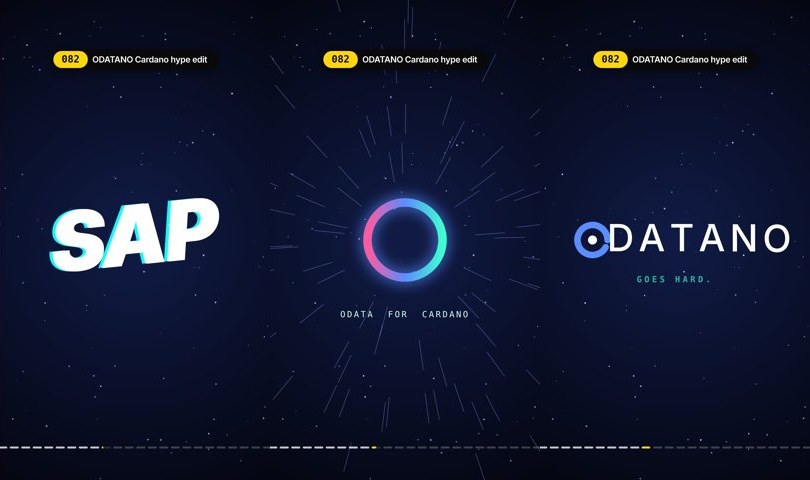 082 ODATANO Cardano hype edit
SAP
082 ODATANO Cardano hype edit
ODATA FOR CARDANO
082 ODATANO Cardano hype edit
ODATANO
GOES HARD.